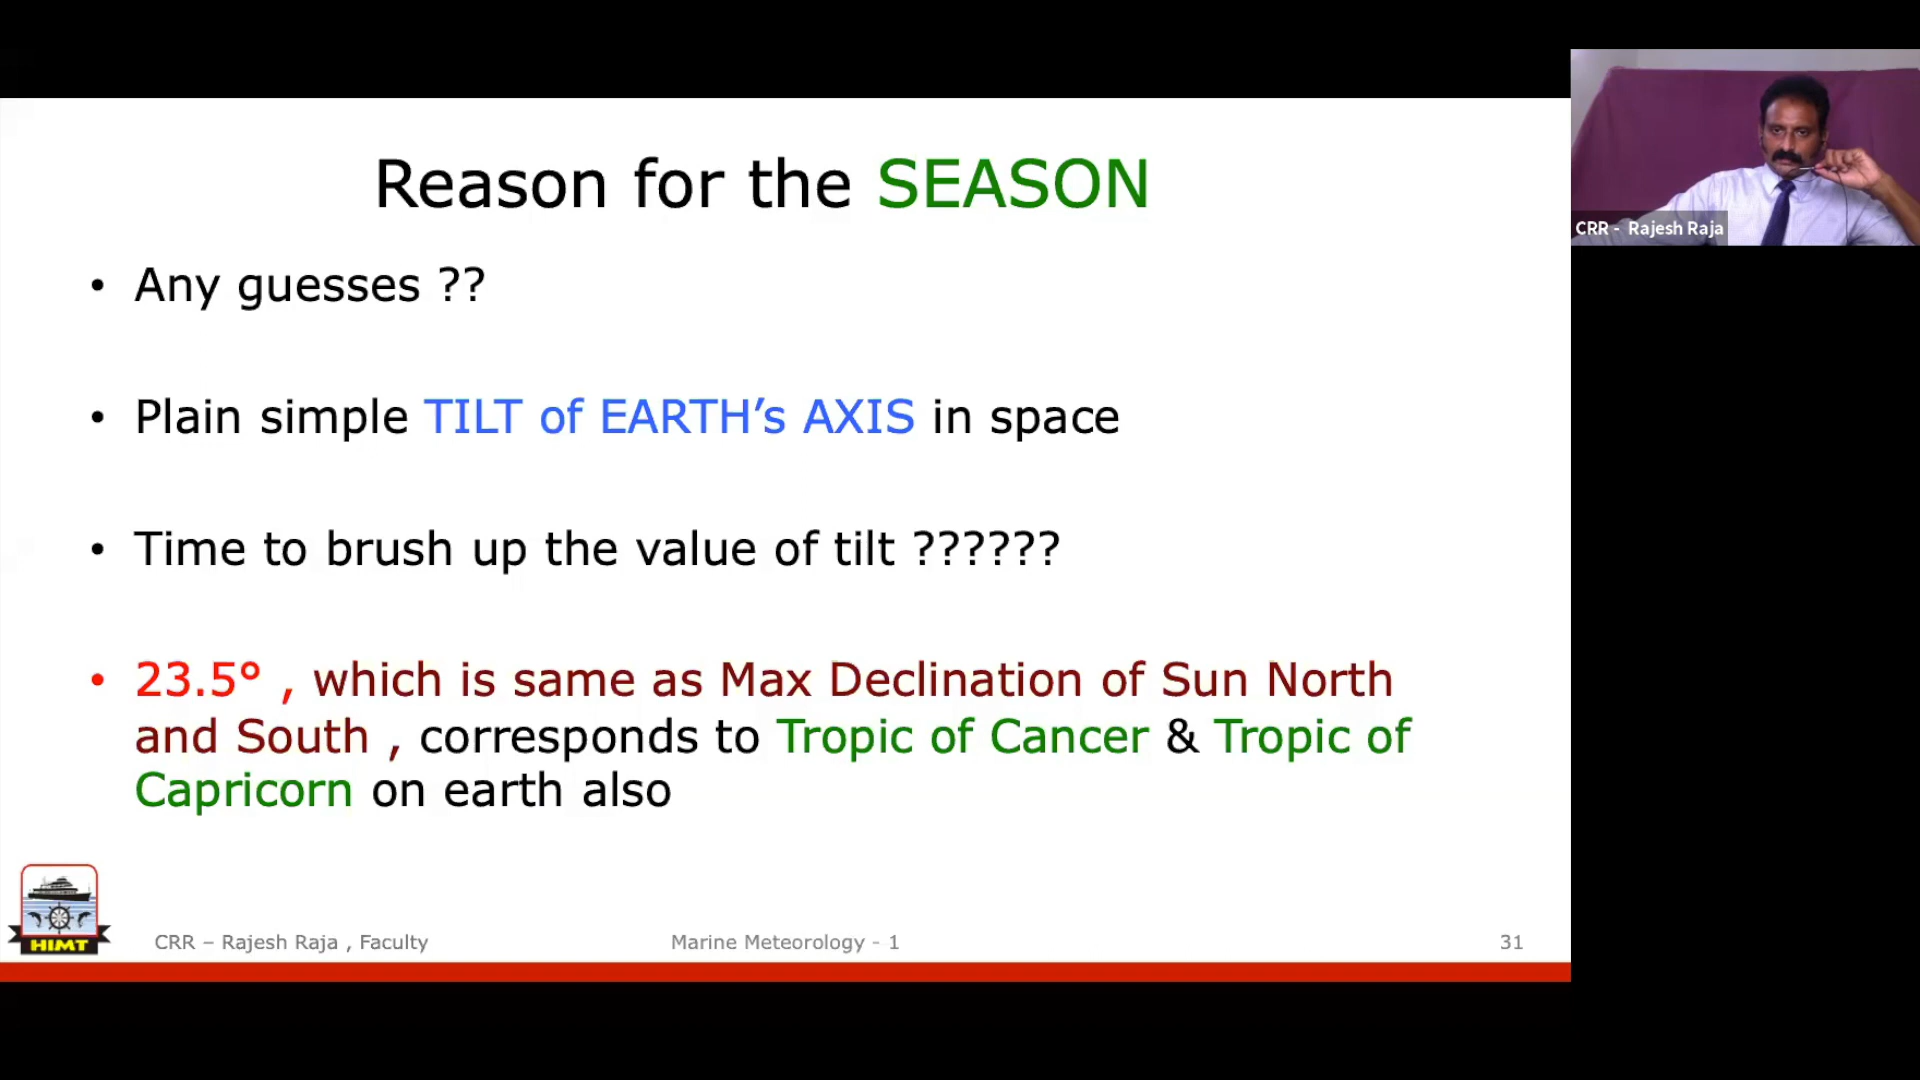 Reason for the SEASON
CRR - Rajesh Raja
• Any guesses ??
• Plain simple TILT of EARTH’s AXIS in space
• Time to brush up the value of tilt ??????
• 23.5° , which is same as Max Declination of Sun North
and South , corresponds to Tropic of Cancer & Tropic of
Capricorn on earth also
HIMT
CRR – Rajesh Raja , Faculty
Marine Meteorology - 1
31